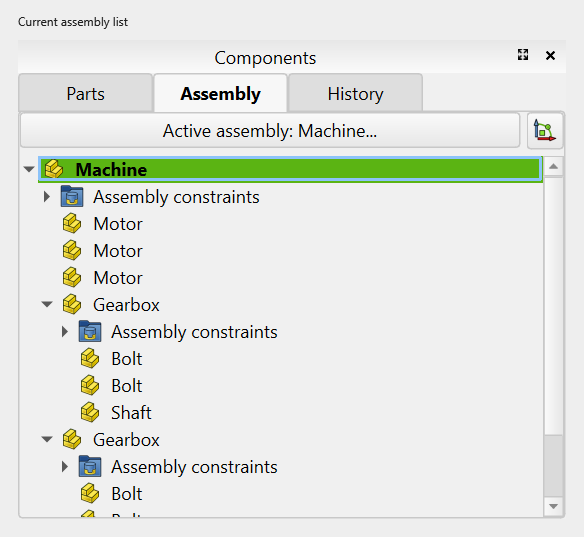 Current assembly list
Components
Parts
Assembly
History
Active assembly: Machine...
Machine
Assembly constraints
Motor
Motor
Motor
Gearbox
Assembly constraints
Bolt
Bolt
Shaft
Gearbox
Assembly constraints
Bolt